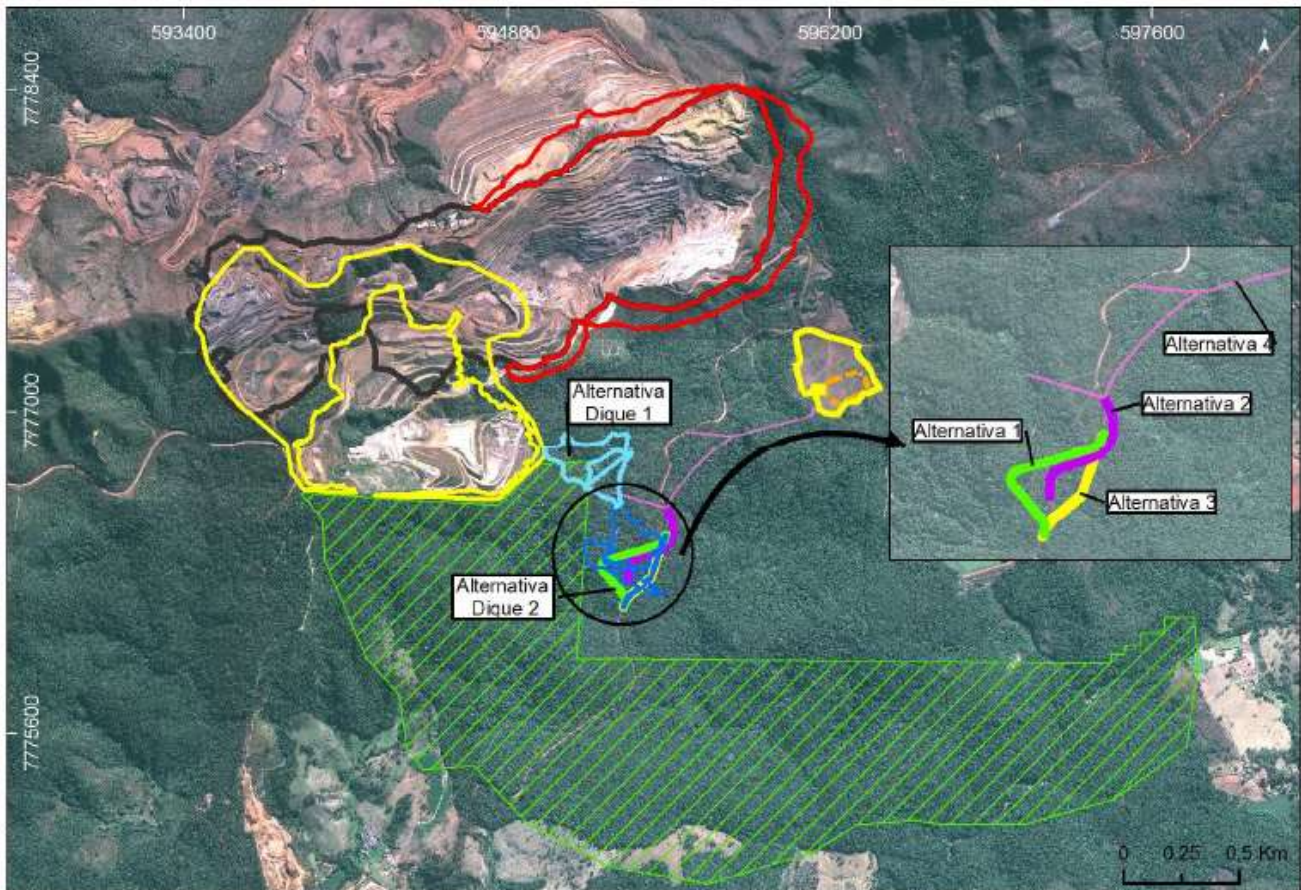 593400
594800
596200
597600
7778400
7777000
7775600
Alternativa
Dique 1
Alternativa
Dique 2
Alternativa 4
Alternativa 2
Alternativa 1
Alternativa 3
0 0,25 0,5 Km